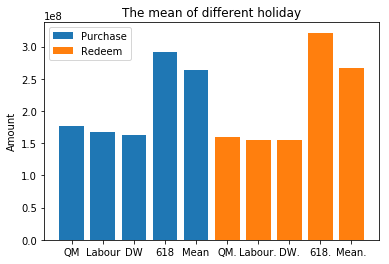 The mean of different holiday
1e8
Purchase
Redeem
3.0
2.5
2.0
1.5
1.0
0.5
0.0
Amount
QM Labour DW 618 Mean QM. Labour. DW. 618. Mean.